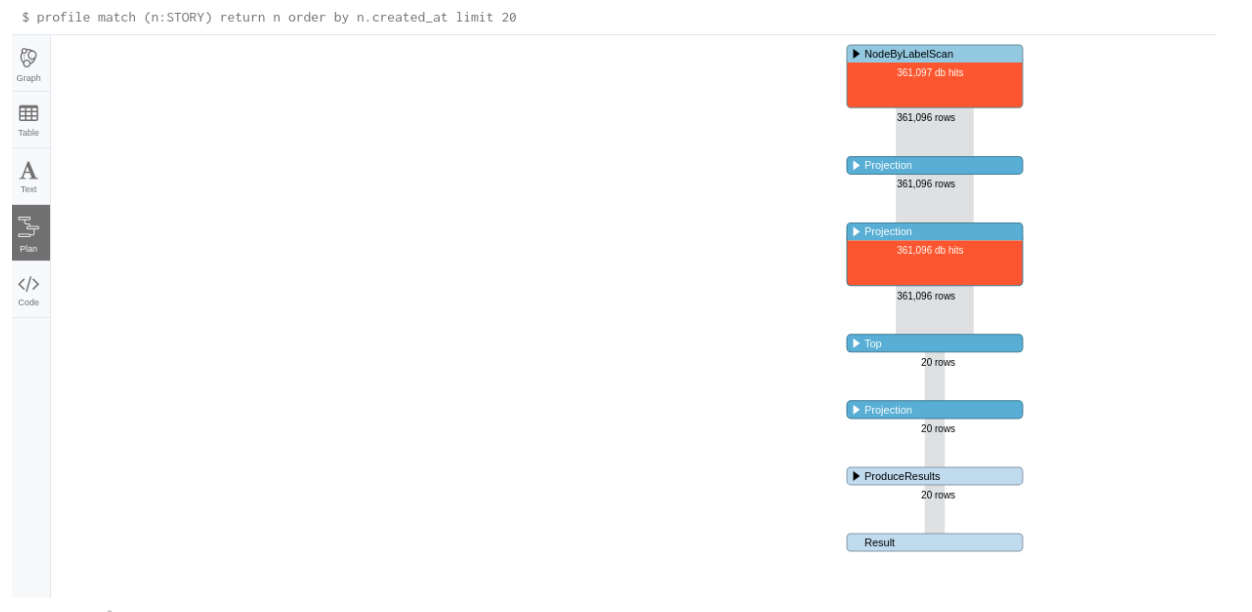 $ profile match (n:STORY) return n order by n.created_at limit 20
Graph
Table
A
Text
Plan
</>
Code
NodeByLabelScan
361,097 db hits
361,096 rows
Projection
361,096 rows
Projection
361,096 db hits
361,096 rows
Top
20 rows
Projection
20 rows
ProduceResults
20 rows
Result